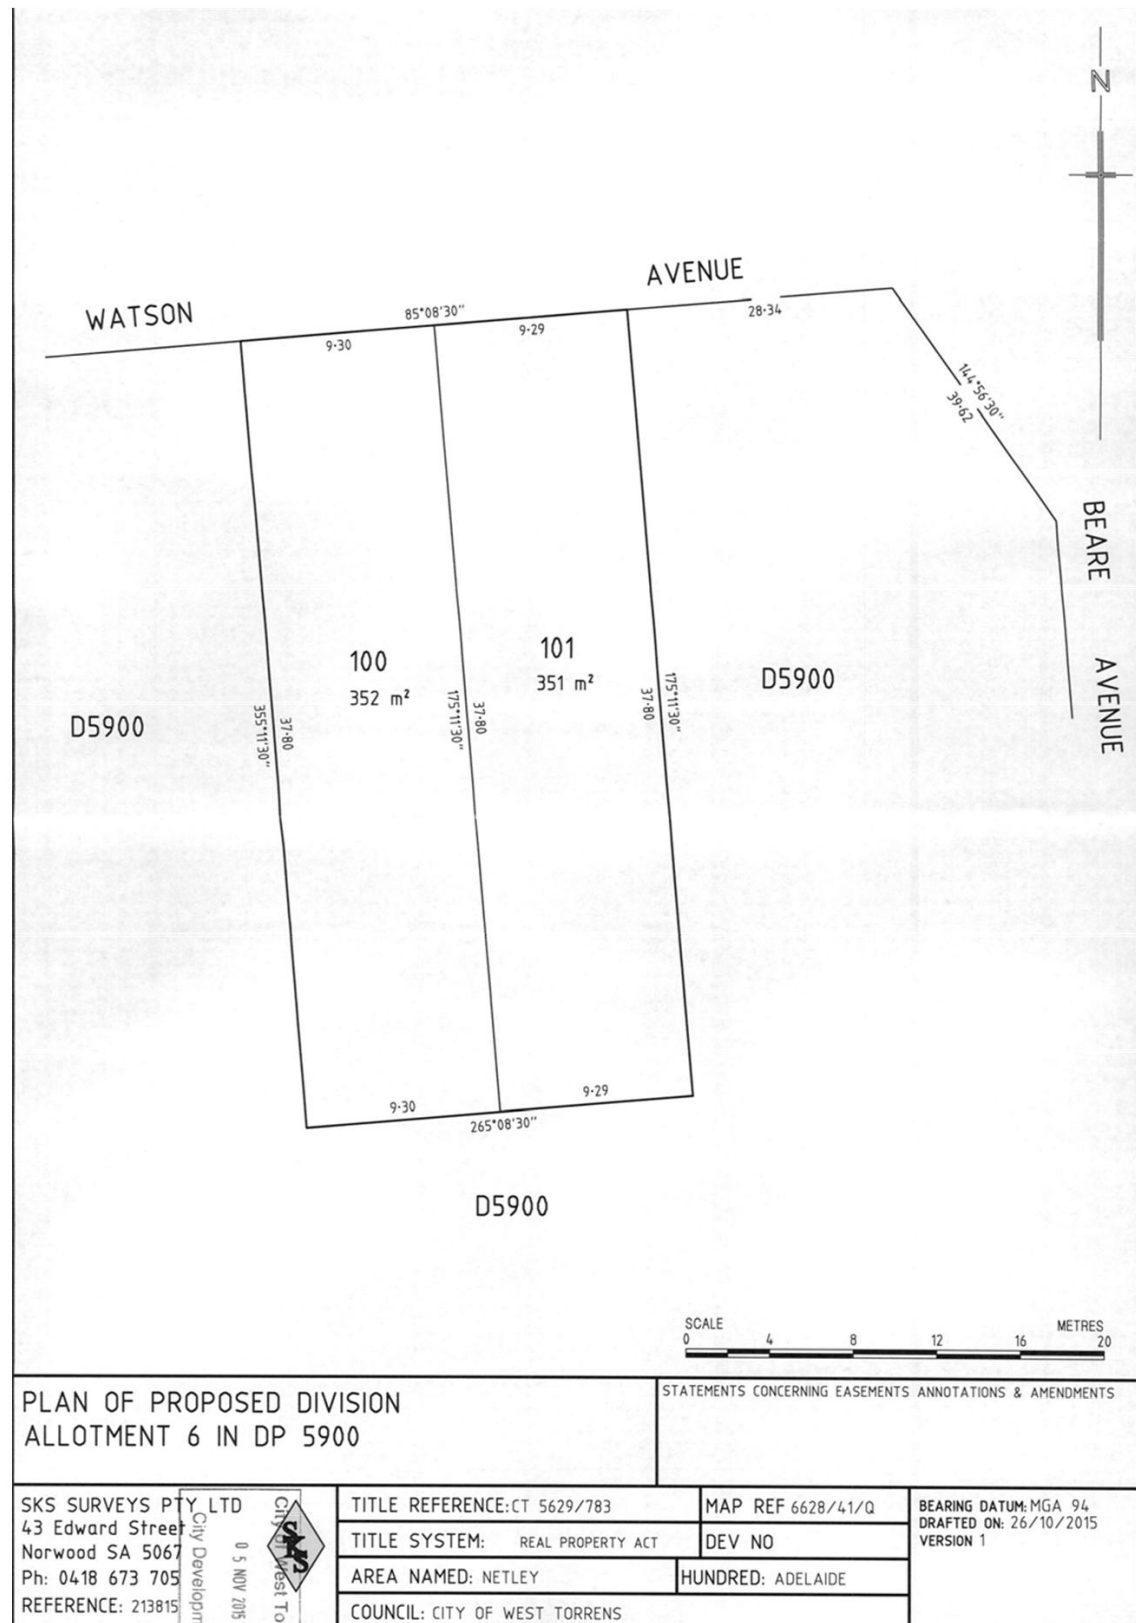 N
WATSON AVENUE
85°08'30"
9·30
9·29
28·34
144°56'30"
39·62
BEARE AVENUE
100
352 m²
101
351 m²
D5900
D5900
355°11'30"
37·80
175°11'30"
37·80
175°11'30"
37·80
9·30
9·29
265°08'30"
D5900
SCALE METRES
0 4 8 12 16 20
PLAN OF PROPOSED DIVISION
ALLOTMENT 6 IN DP 5900
STATEMENTS CONCERNING EASEMENTS ANNOTATIONS & AMENDMENTS
SKS SURVEYS PTY LTD
43 Edward Street
Norwood SA 5067
Ph: 0418 673 705
REFERENCE: 213815
City Developm
0 5 NOV 2015
West To
SKS
TITLE REFERENCE: CT 5629/783
MAP REF 6628/41/Q
TITLE SYSTEM: REAL PROPERTY ACT
DEV NO
AREA NAMED: NETLEY
HUNDRED: ADELAIDE
COUNCIL: CITY OF WEST TORRENS
BEARING DATUM: MGA 94
DRAFTED ON: 26/10/2015
VERSION 1